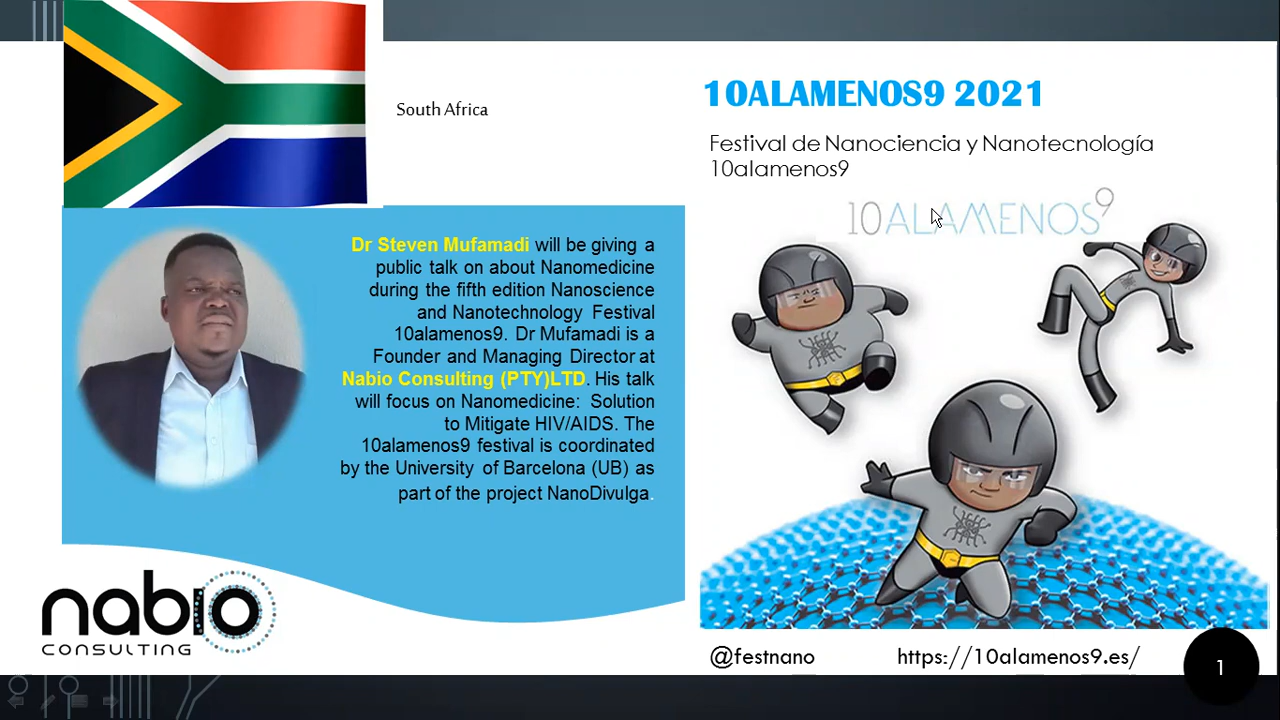 South Africa
Dr Steven Mufamadi will be giving a
public talk on about Nanomedicine
during the fifth edition Nanoscience
and Nanotechnology Festival
10alamenos9. Dr Mufamadi is a
Founder and Managing Director at
Nabio Consulting (PTY)LTD. His talk
will focus on Nanomedicine: Solution
to Mitigate HIV/AIDS. The
10alamenos9 festival is coordinated
by the University of Barcelona (UB) as
part of the project NanoDivulga.
nabio
CONSULTING
10ALAMENOS9 2021
Festival de Nanociencia y Nanotecnología
10alamenos9
10ALAMENOS9
@festnano https://10alamenos9.es/
1